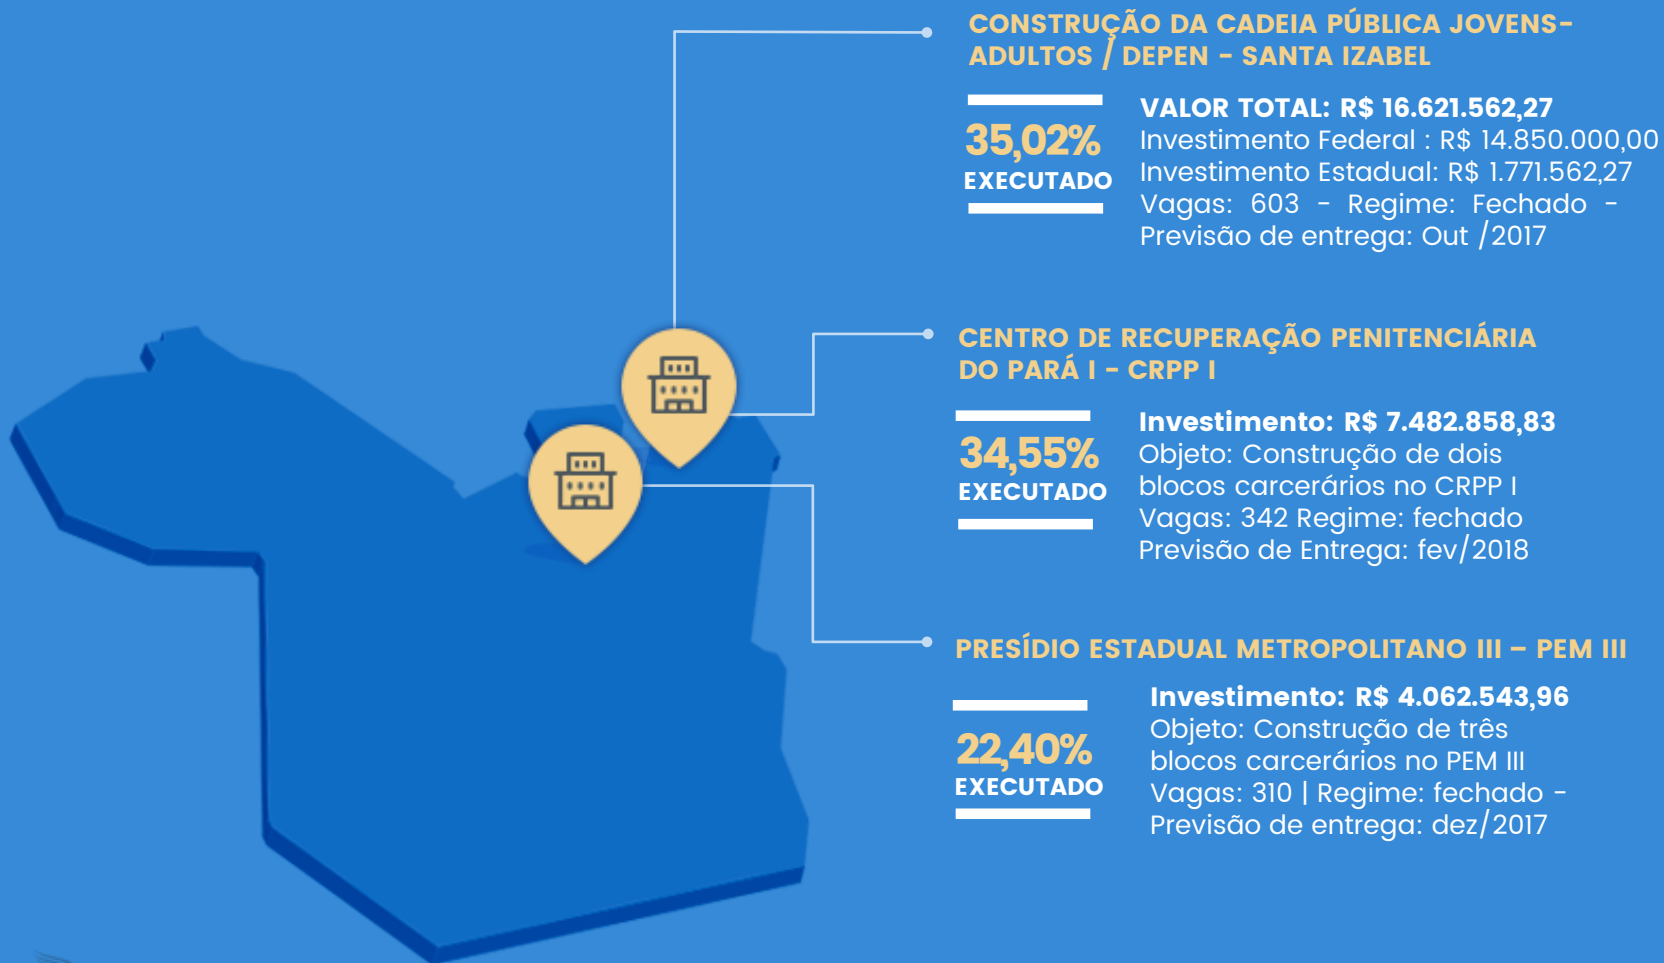 CONSTRUÇÃO DA CADEIA PÚBLICA JOVENS-
ADULTOS / DEPEN - SANTA IZABEL
35,02%
EXECUTADO
VALOR TOTAL: R$ 16.621.562,27
Investimento Federal : R$ 14.850.000,00
Investimento Estadual: R$ 1.771.562,27
Vagas: 603 - Regime: Fechado -
Previsão de entrega: Out /2017
CENTRO DE RECUPERAÇÃO PENITENCIÁRIA
DO PARÁ I - CRPP I
34,55%
EXECUTADO
Investimento: R$ 7.482.858,83
Objeto: Construção de dois
blocos carcerários no CRPP I
Vagas: 342 Regime: fechado
Previsão de Entrega: fev/2018
PRESÍDIO ESTADUAL METROPOLITANO III – PEM III
22,40%
EXECUTADO
Investimento: R$ 4.062.543,96
Objeto: Construção de três
blocos carcerários no PEM III
Vagas: 310 | Regime: fechado -
Previsão de entrega: dez/2017